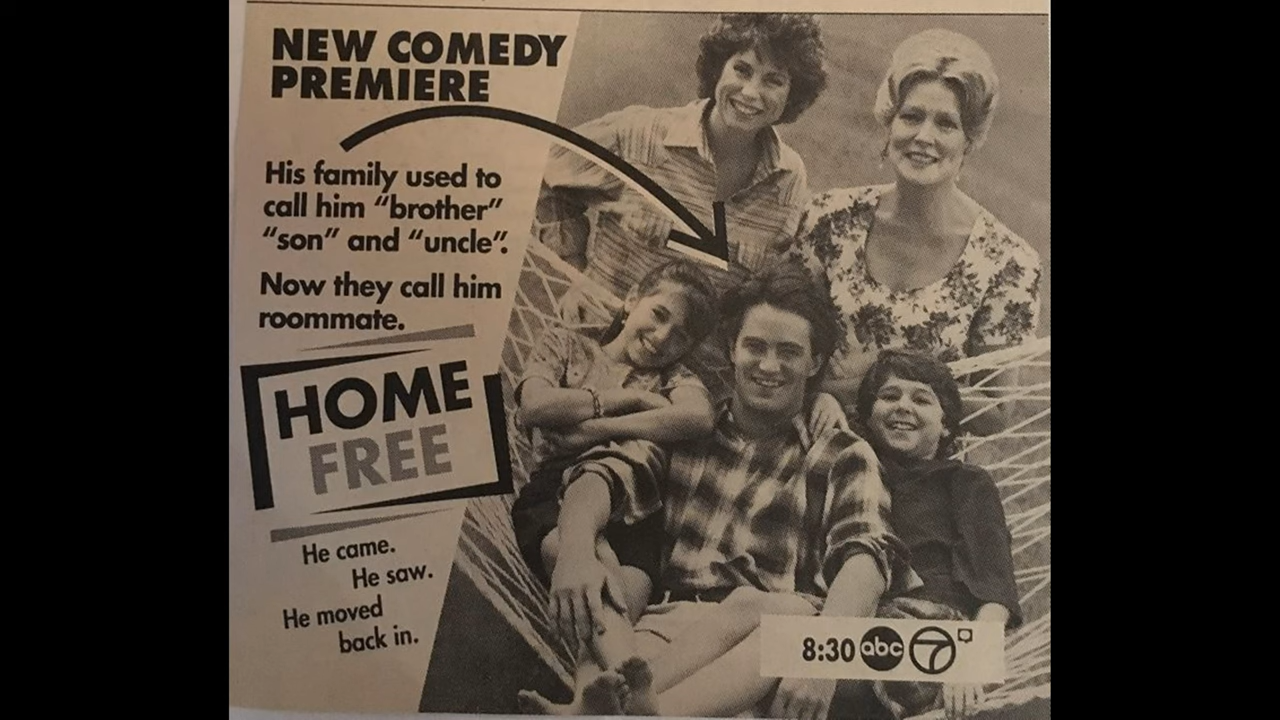 NEW COMEDY
PREMIERE
His family used to
call him “brother”
“son” and “uncle”.
Now they call him
roommate.
HOME
FREE
He came.
He saw.
He moved
back in.
8:30 abc 7